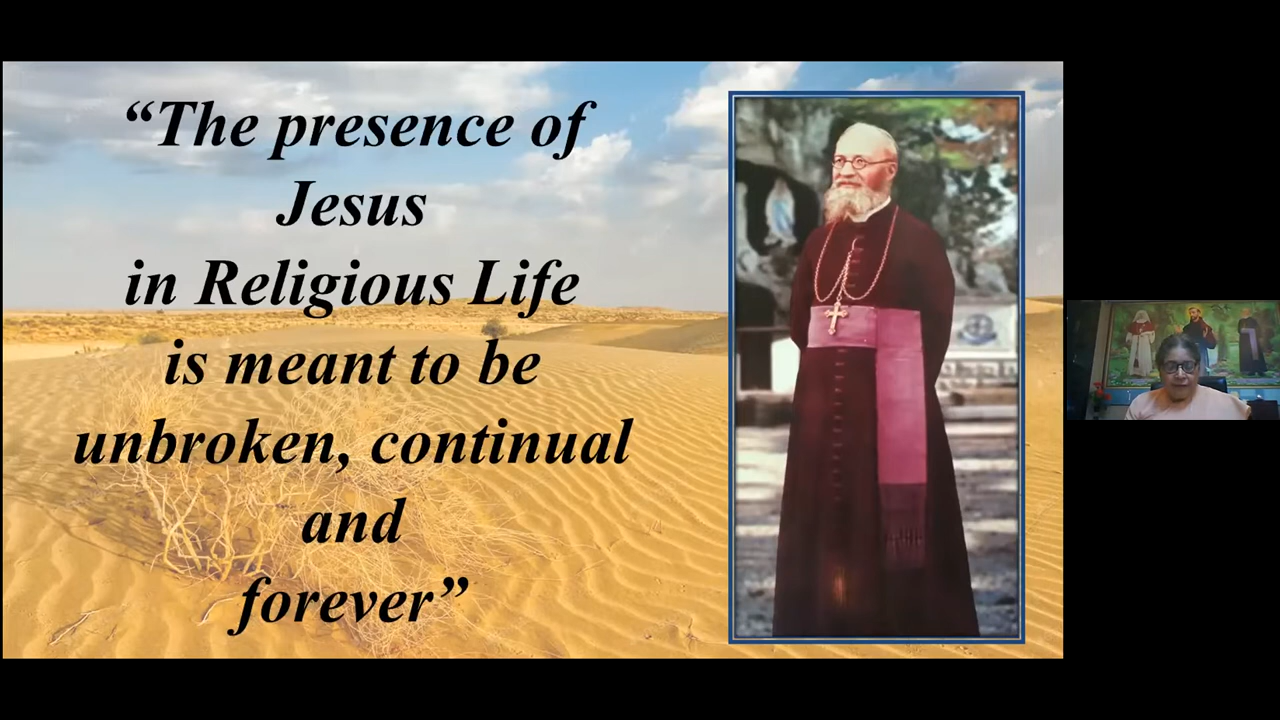 “The presence of
Jesus
in Religious Life
is meant to be
unbroken, continual
and
forever”